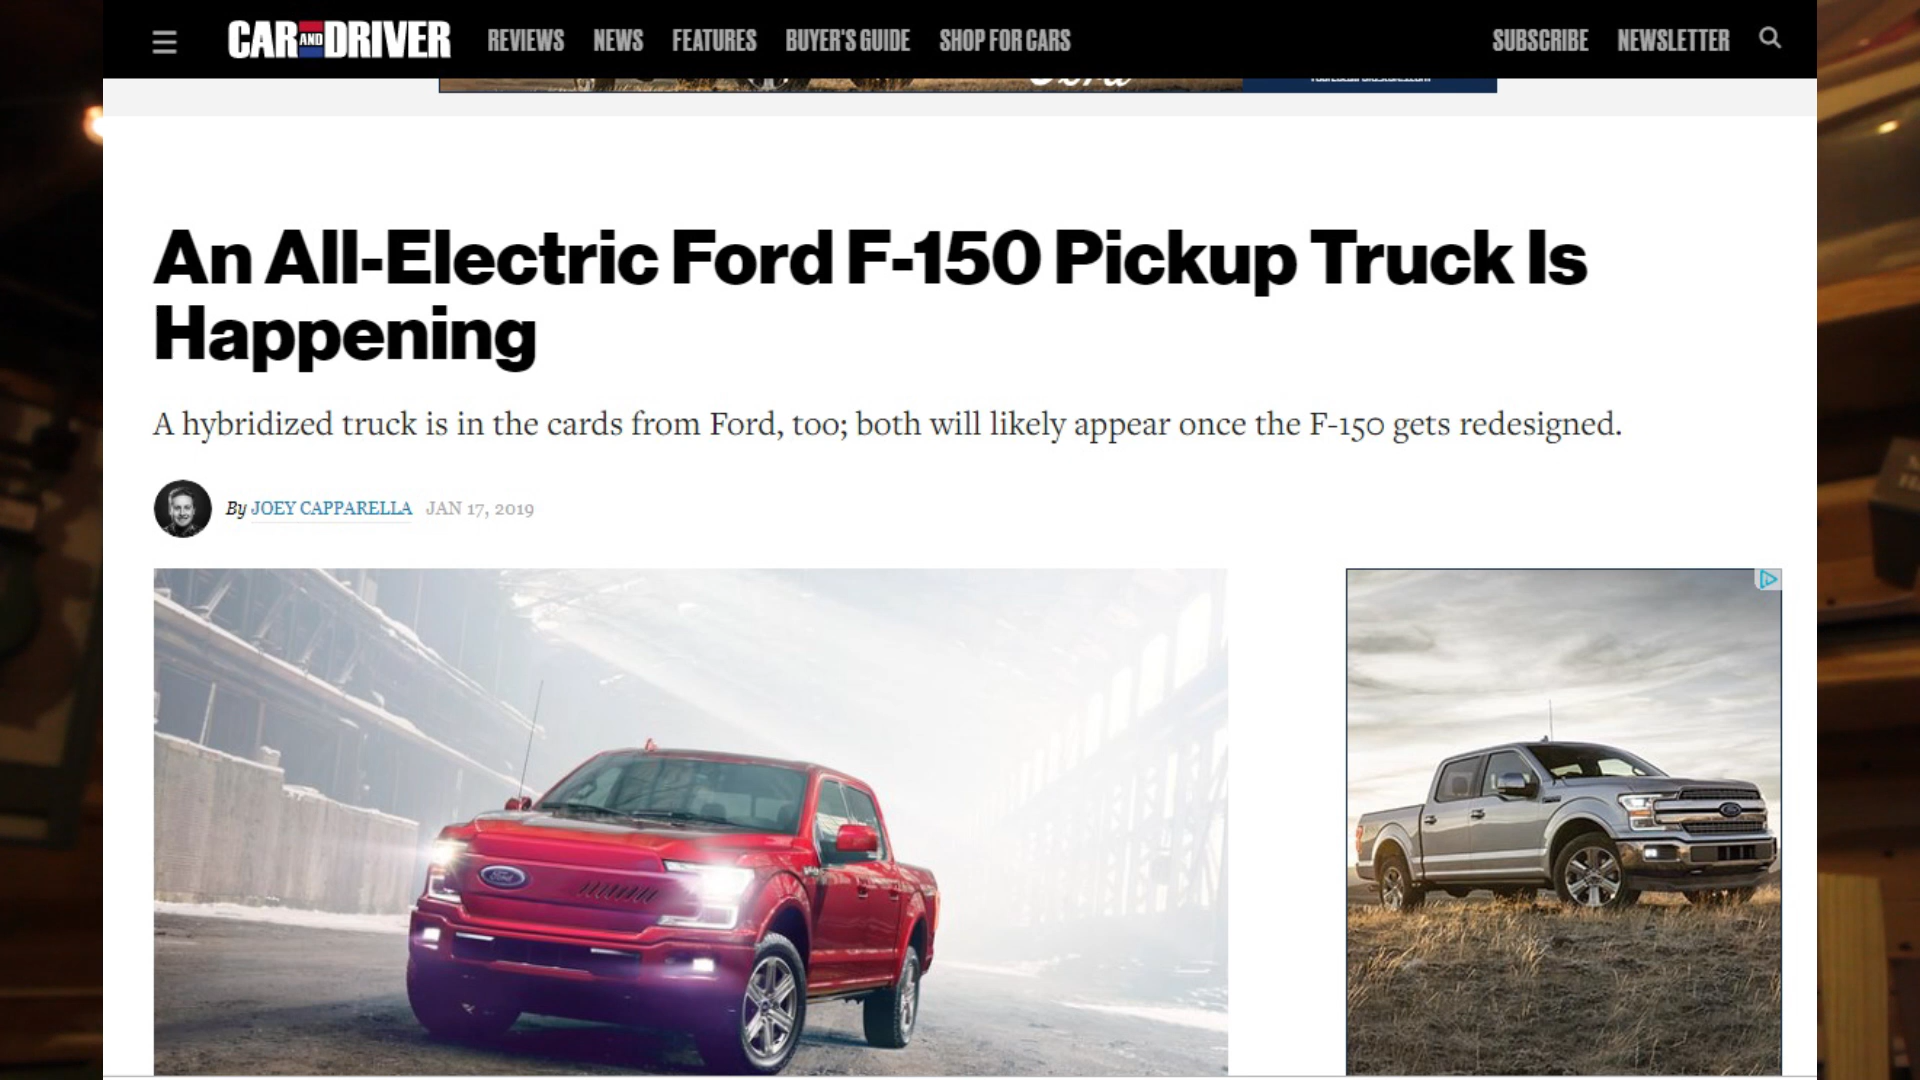 CAR AND DRIVER
REVIEWS NEWS FEATURES BUYER'S GUIDE SHOP FOR CARS
SUBSCRIBE NEWSLETTER
An All-Electric Ford F-150 Pickup Truck Is
Happening
A hybridized truck is in the cards from Ford, too; both will likely appear once the F-150 gets redesigned.
By JOEY CAPPARELLA JAN 17, 2019
Ford